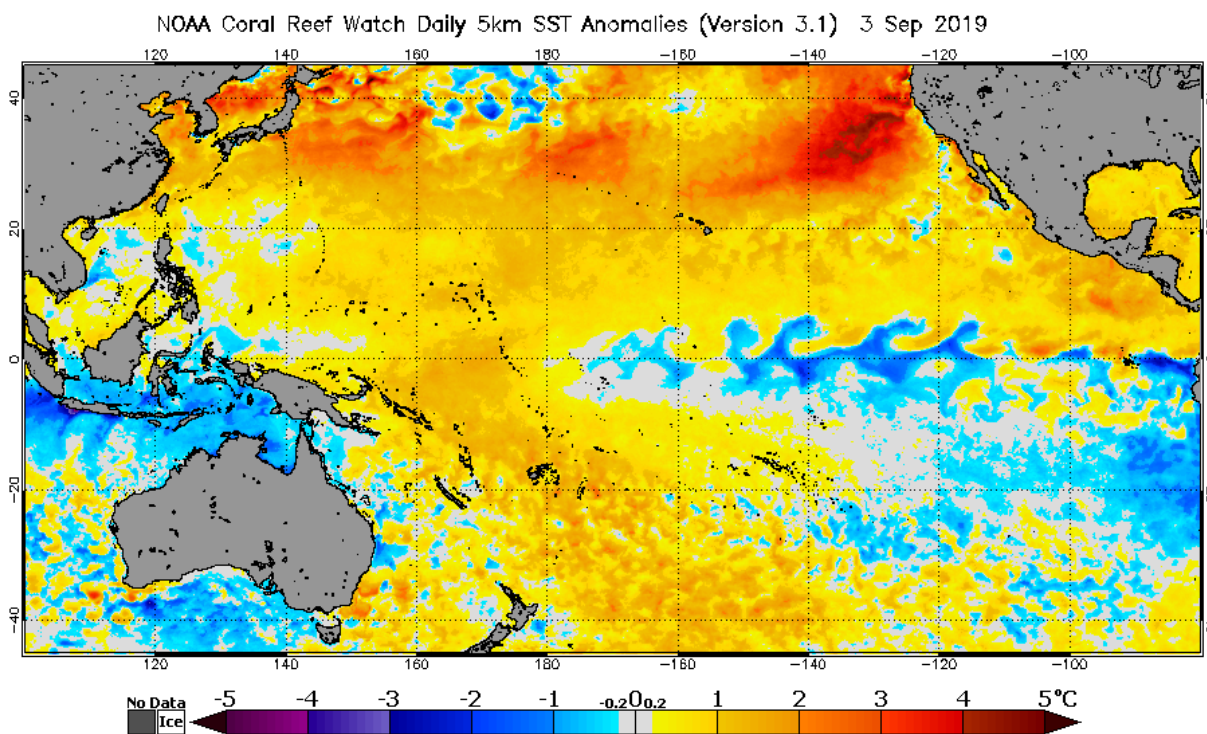 NOAA Coral Reef Watch Daily 5km SST Anomalies (Version 3.1) 3 Sep 2019
120 140 160 180 -160 -140 -120 -100
40
20
0
-20
-40
120 140 160 180 -160 -140 -120 -100
No Data
Ice
-5 -4 -3 -2 -1 -0.2 0 0.2 1 2 3 4 5°C